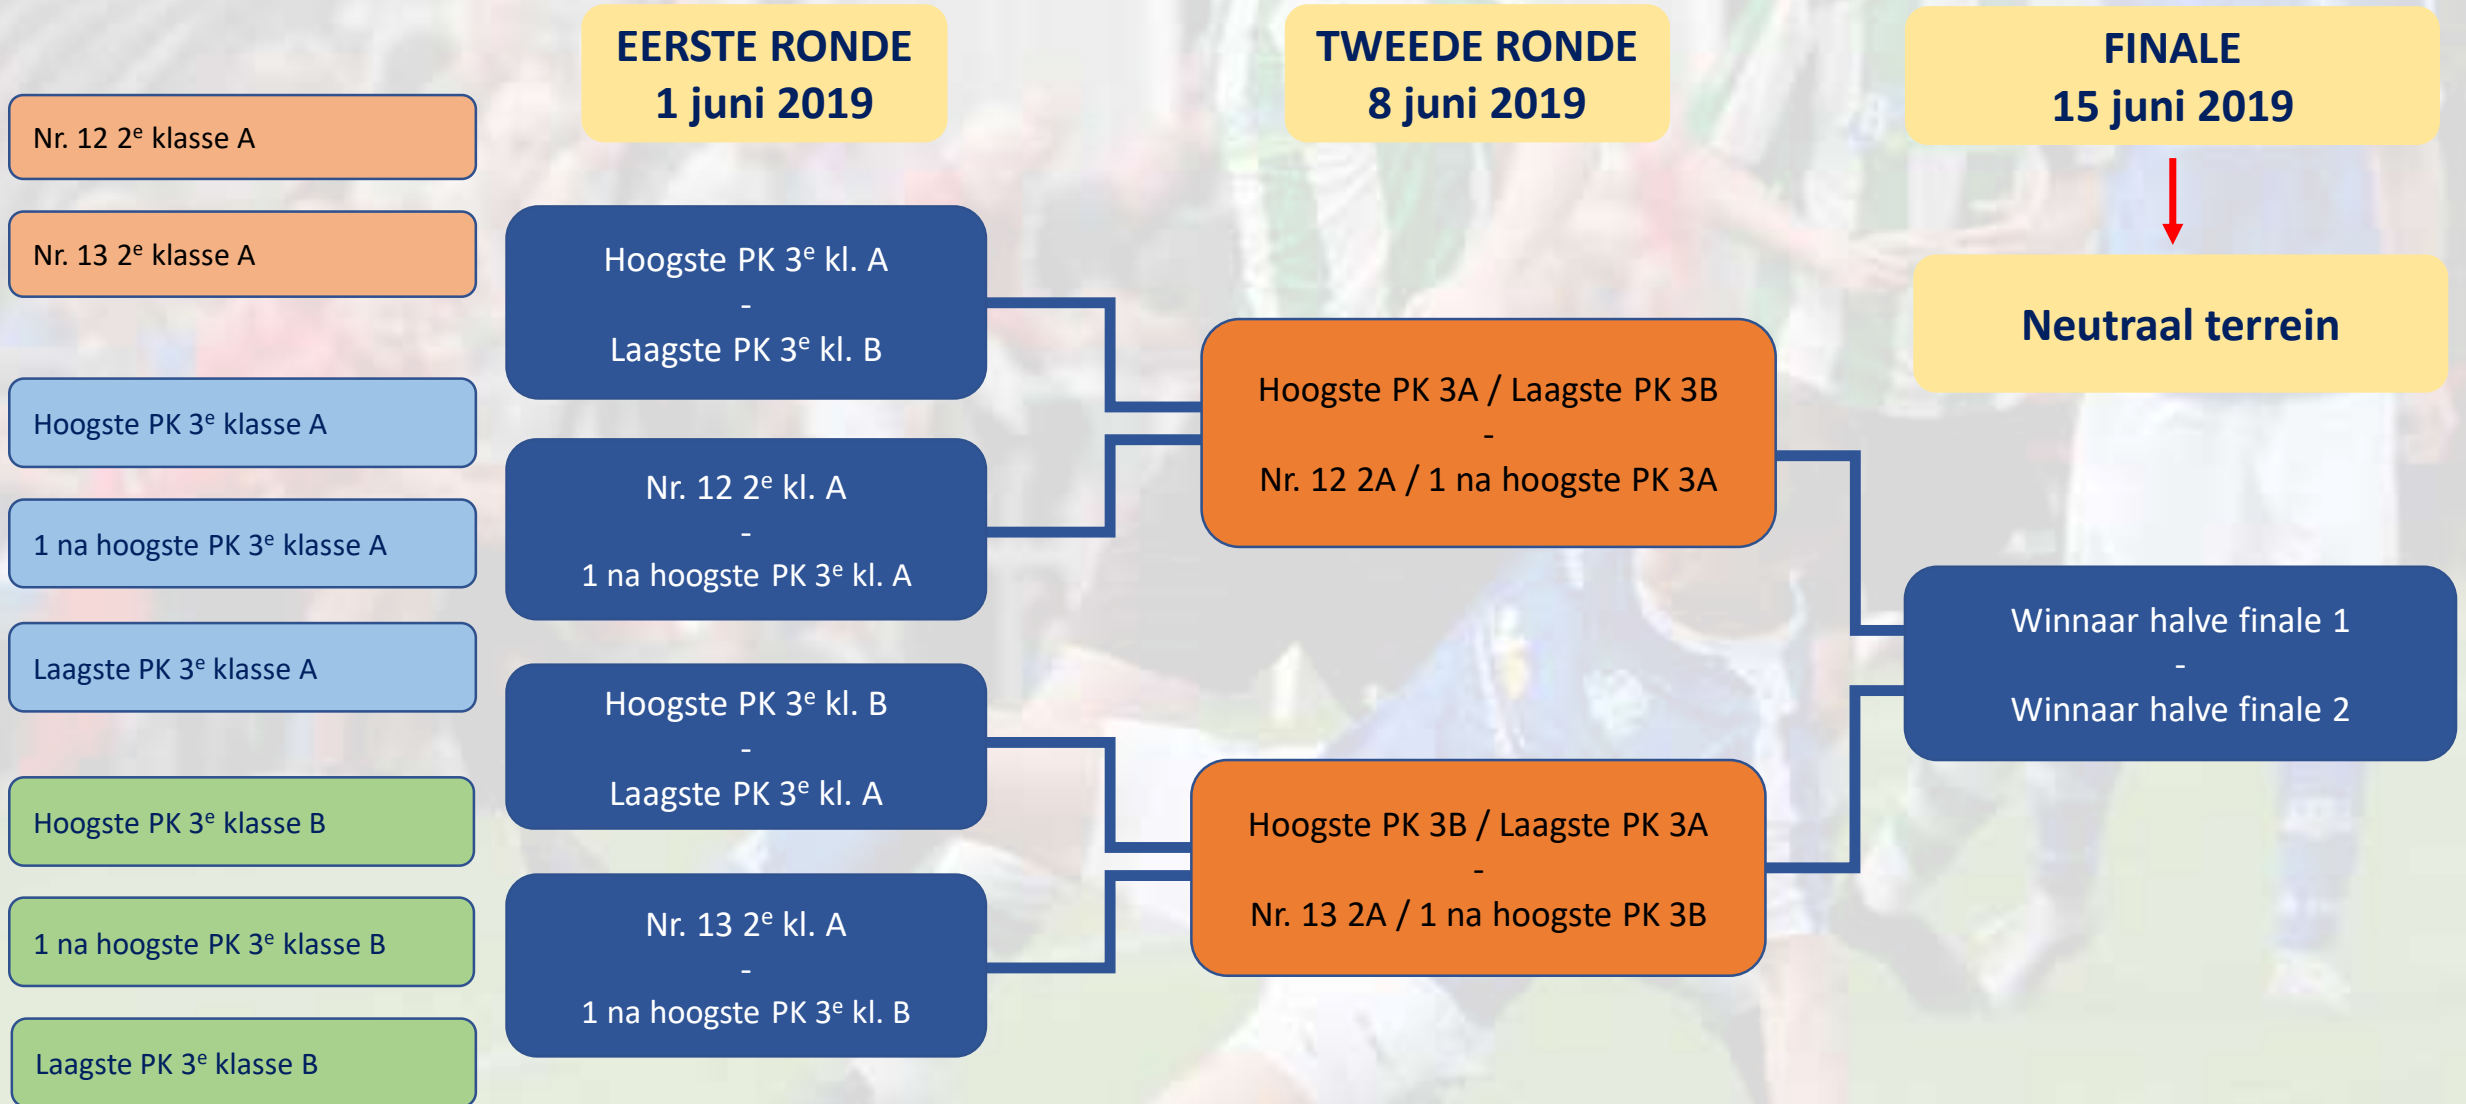 EERSTE RONDE
1 juni 2019
TWEEDE RONDE
8 juni 2019
FINALE
15 juni 2019
Neutraal terrein
Nr. 12 2e klasse A
Nr. 13 2e klasse A
Hoogste PK 3e klasse A
1 na hoogste PK 3e klasse A
Laagste PK 3e klasse A
Hoogste PK 3e klasse B
1 na hoogste PK 3e klasse B
Laagste PK 3e klasse B
Hoogste PK 3e kl. A
-
Laagste PK 3e kl. B
Nr. 12 2e kl. A
-
1 na hoogste PK 3e kl. A
Hoogste PK 3e kl. B
-
Laagste PK 3e kl. A
Nr. 13 2e kl. A
-
1 na hoogste PK 3e kl. B
Hoogste PK 3A / Laagste PK 3B
-
Nr. 12 2A / 1 na hoogste PK 3A
Hoogste PK 3B / Laagste PK 3A
-
Nr. 13 2A / 1 na hoogste PK 3B
Winnaar halve finale 1
-
Winnaar halve finale 2